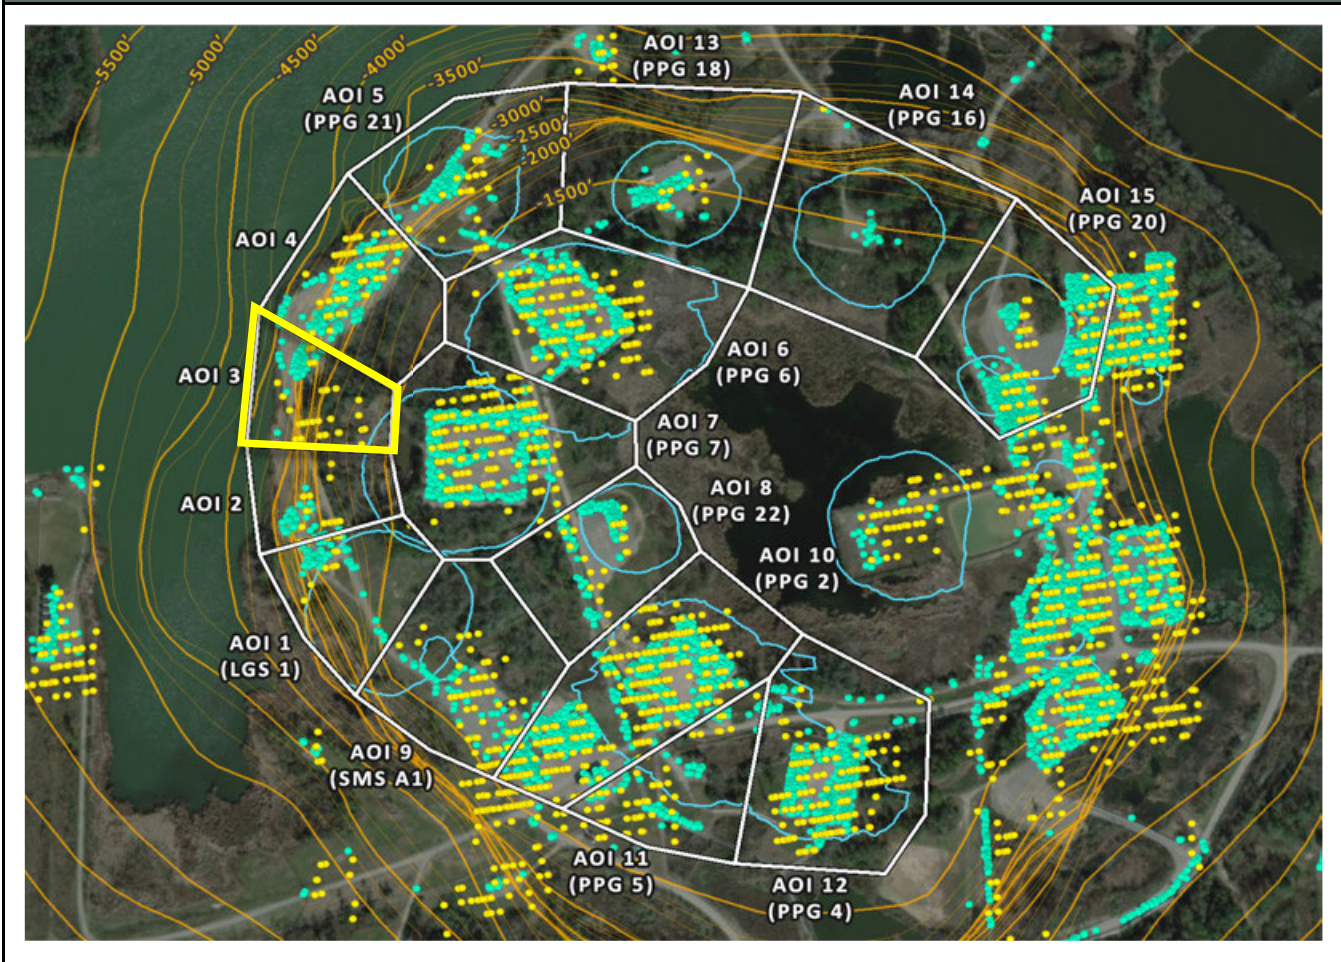 -5500'
-5000'
-4500'
-4000'
-3500'
-3000'
-2500'
-2000'
-1500'
AOI 13
(PPG 18)
AOI 5
(PPG 21)
AOI 14
(PPG 16)
AOI 15
(PPG 20)
AOI 4
AOI 3
AOI 6
(PPG 6)
AOI 7
(PPG 7)
AOI 2
AOI 8
(PPG 22)
AOI 10
(PPG 2)
AOI 1
(LGS 1)
AOI 9
(SMS A1)
AOI 11
(PPG 5)
AOI 12
(PPG 4)